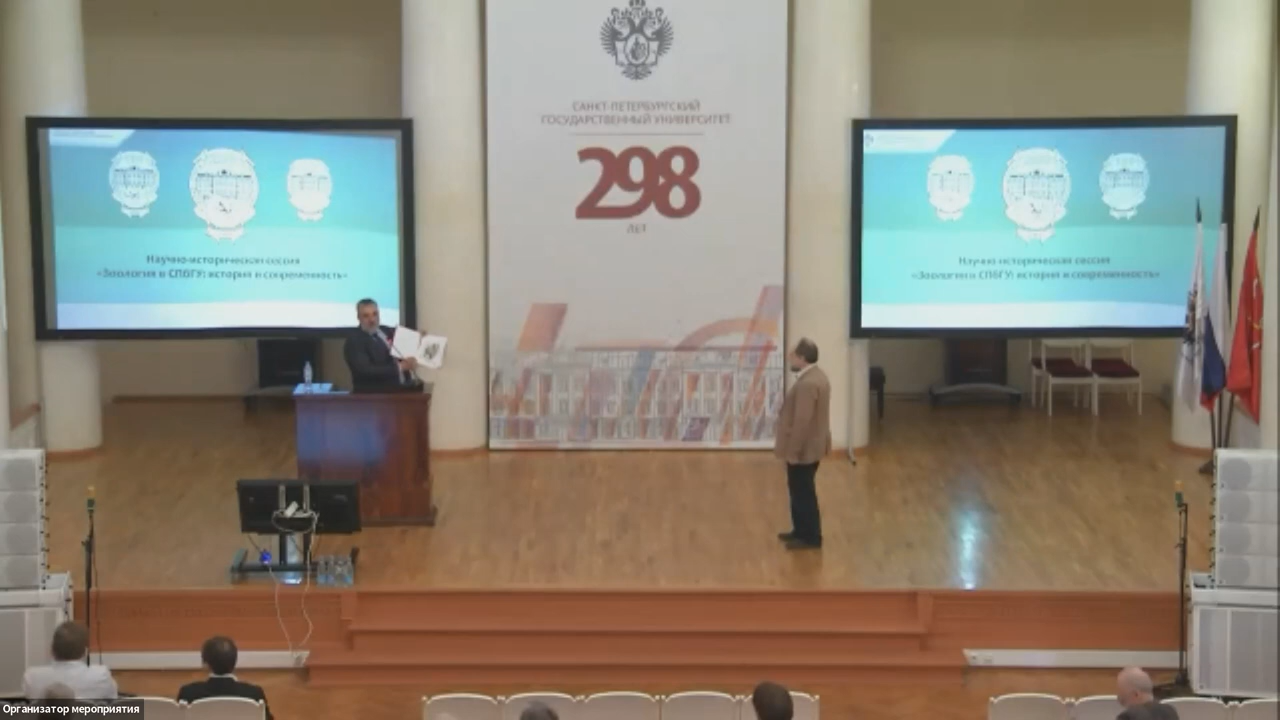 САНКТ-ПЕТЕРБУРГСКИЙ
ГОСУДАРСТВЕННЫЙ УНИВЕРСИТЕТ
298
ЛЕТ
Научно-историческая сессия
«Зоология в СПбГУ: история и современность»
Научно-историческая сессия
«Зоология в СПбГУ: история и современность»
Организатор мероприятия